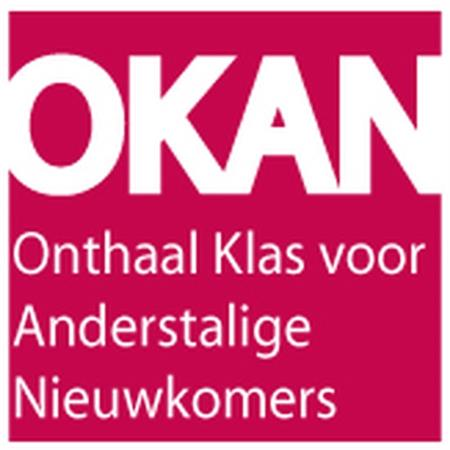 OKAN
Onthaal Klas voor
Anderstalige
Nieuwkomers